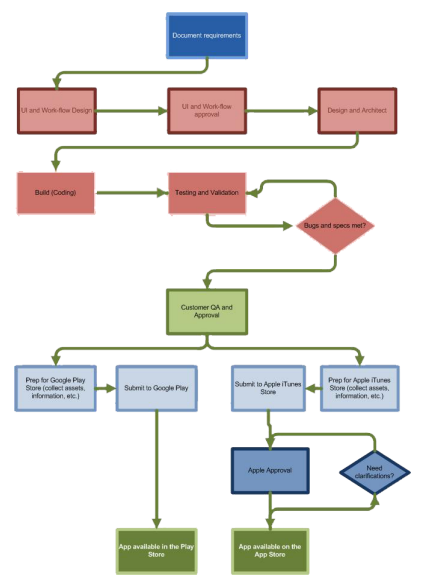 Document requirements
UI and Work-flow Design
UI and Work-flow
approval
Design and Architect
Build (Coding)
Testing and Validation
Bugs and specs met?
Customer QA and
Approval
Prep for Google Play
Store (collect assets,
information, etc.)
Submit to Google Play
Submit to Apple iTunes
Store
Prep for Apple iTunes
Store (collect assets,
information, etc.)
Apple Approval
Need
clarifications?
App available in the Play
Store
App available on the
App Store